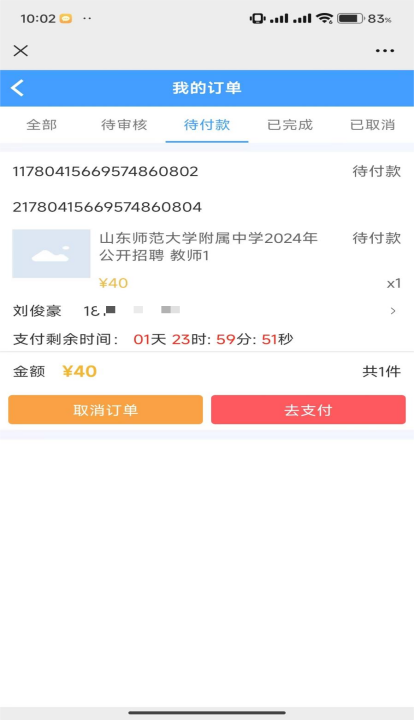 10:02 83%
我的订单
全部 待审核 待付款 已完成 已取消
11780415669574860802 待付款
21780415669574860804
山东师范大学附属中学2024年 待付款
公开招聘 教师1
¥40 x1
刘俊豪 18
支付剩余时间： 01天 23时: 59分: 51秒
金额 ¥40 共1件
取消订单 去支付